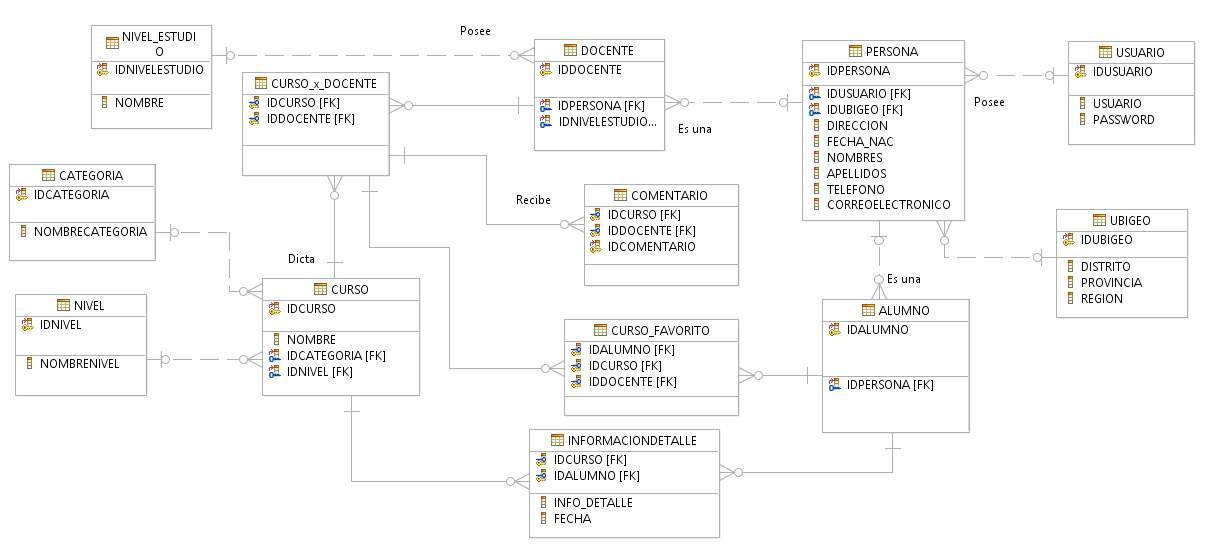 NIVEL_ESTUDI
O
IDNIVELESTUDIO
NOMBRE
Posee
DOCENTE
IDDOCENTE
IDPERSONA [FK]
IDNIVELESTUDIO...
CURSO_x_DOCENTE
IDCURSO [FK]
IDDOCENTE [FK]
Es una
PERSONA
IDPERSONA
IDUSUARIO [FK]
IDUBIGEO [FK]
DIRECCION
FECHA_NAC
NOMBRES
APELLIDOS
TELEFONO
CORREOELECTRONICO
Posee
USUARIO
IDUSUARIO
USUARIO
PASSWORD
CATEGORIA
IDCATEGORIA
NOMBRECATEGORIA
Recibe
COMENTARIO
IDCURSO [FK]
IDDOCENTE [FK]
IDCOMENTARIO
UBIGEO
IDUBIGEO
DISTRITO
PROVINCIA
REGION
Dicta
Es una
NIVEL
IDNIVEL
NOMBRENIVEL
CURSO
IDCURSO
NOMBRE
IDCATEGORIA [FK]
IDNIVEL [FK]
CURSO_FAVORITO
IDALUMNO [FK]
IDCURSO [FK]
IDDOCENTE [FK]
ALUMNO
IDALUMNO
IDPERSONA [FK]
INFORMACIONDETALLE
IDCURSO [FK]
IDALUMNO [FK]
INFO_DETALLE
FECHA